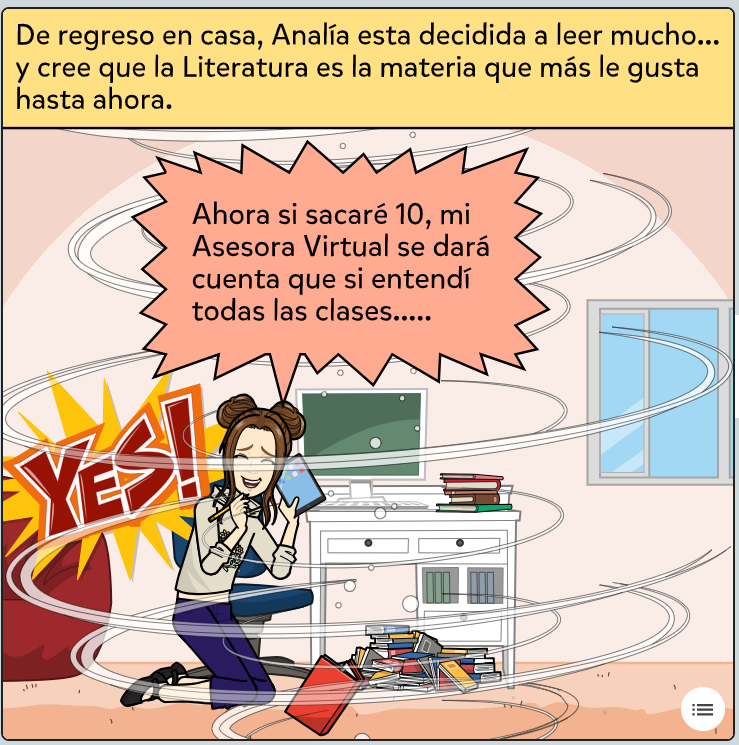 De regreso en casa, Analía esta decidida a leer mucho...
y cree que la Literatura es la materia que más le gusta
hasta ahora.
Ahora si sacaré 10, mi
Asesora Virtual se dará
cuenta que si entendí
todas las clases.....
YES!